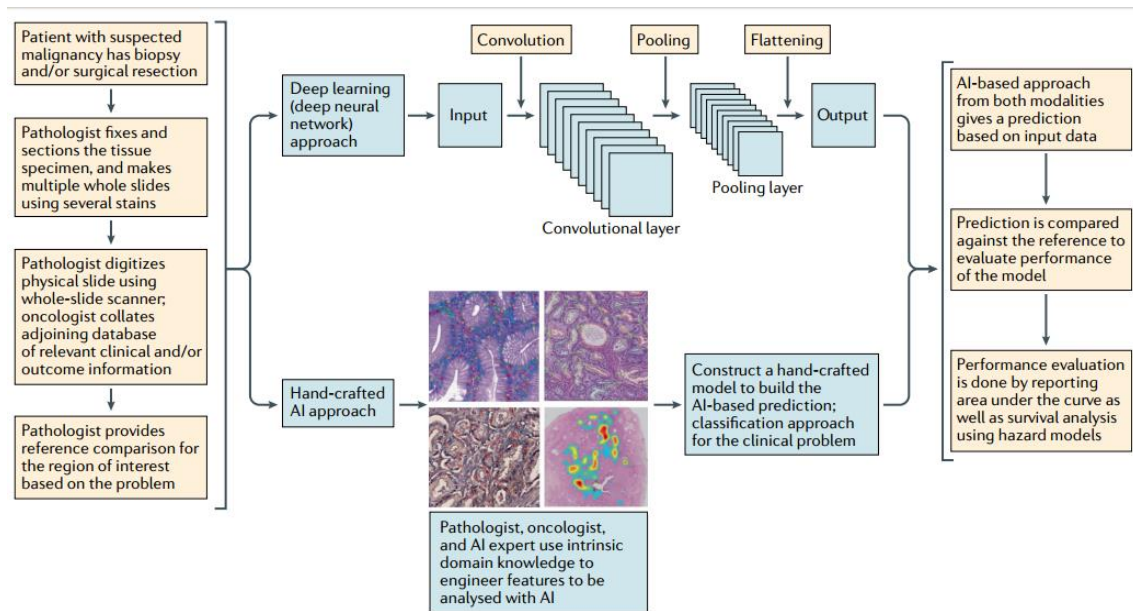 Patient with suspected
malignancy has biopsy
and/or surgical resection
Pathologist fixes and
sections the tissue
specimen, and makes
multiple whole slides
using several stains
Pathologist digitizes
physical slide using
whole-slide scanner;
oncologist collates
adjoining database
of relevant clinical and/or
outcome information
Pathologist provides
reference comparison for
the region of interest
based on the problem
Deep learning
(deep neural
network)
approach
Input
Convolution
Convolutional layer
Pooling
Pooling layer
Flattening
Output
Hand-crafted
AI approach
Pathologist, oncologist,
and AI expert use intrinsic
domain knowledge to
engineer features to be
analysed with AI
Construct a hand-crafted
model to build the
AI-based prediction;
classification approach
for the clinical problem
AI-based approach
from both modalities
gives a prediction
based on input data
Prediction is compared
against the reference to
evaluate performance
of the model
Performance evaluation
is done by reporting
area under the curve as
well as survival analysis
using hazard models